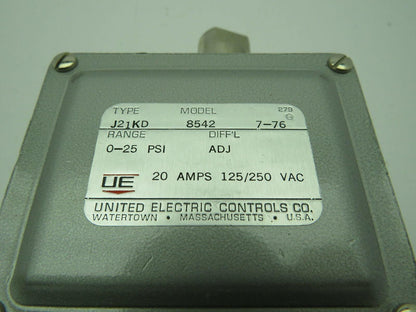 TYPE MODEL 279
J21KD 8542 7-76
RANGE DIFF'L
0-25 PSI ADJ
UE 20 AMPS 125/250 VAC
UNITED ELECTRIC CONTROLS CO.
WATERTOWN • MASSACHUSETTS • U.S.A.